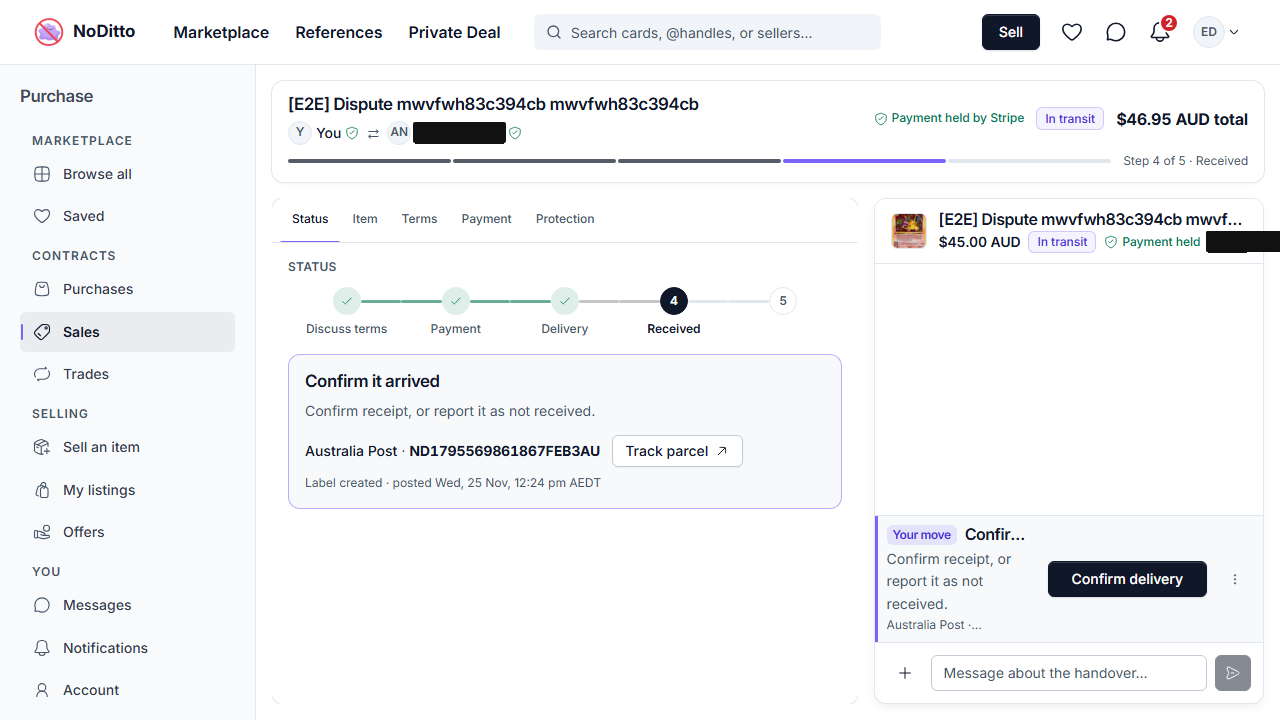 NoDitto
Marketplace
References
Private Deal
Search cards, @handles, or sellers...
Sell
2
ED
Purchase
MARKETPLACE
Browse all
Saved
CONTRACTS
Purchases
Sales
Trades
SELLING
Sell an item
My listings
Offers
YOU
Messages
Notifications
Account
[E2E] Dispute mwvfwh83c394cb mwvfwh83c394cb
Y You ⇄ AN
Payment held by Stripe
In transit
$46.95 AUD total
Step 4 of 5 · Received
Status
Item
Terms
Payment
Protection
STATUS
4
5
Discuss terms
Payment
Delivery
Received
Confirm it arrived
Confirm receipt, or report it as not received.
Australia Post · ND1795569861867FEB3AU
Track parcel
Label created · posted Wed, 25 Nov, 12:24 pm AEDT
[E2E] Dispute mwvfwh83c394cb mwvf...
$45.00 AUD
In transit
Payment held
Your move
Confir...
Confirm receipt, or
report it as not
received.
Australia Post ·...
Confirm delivery
Message about the handover...